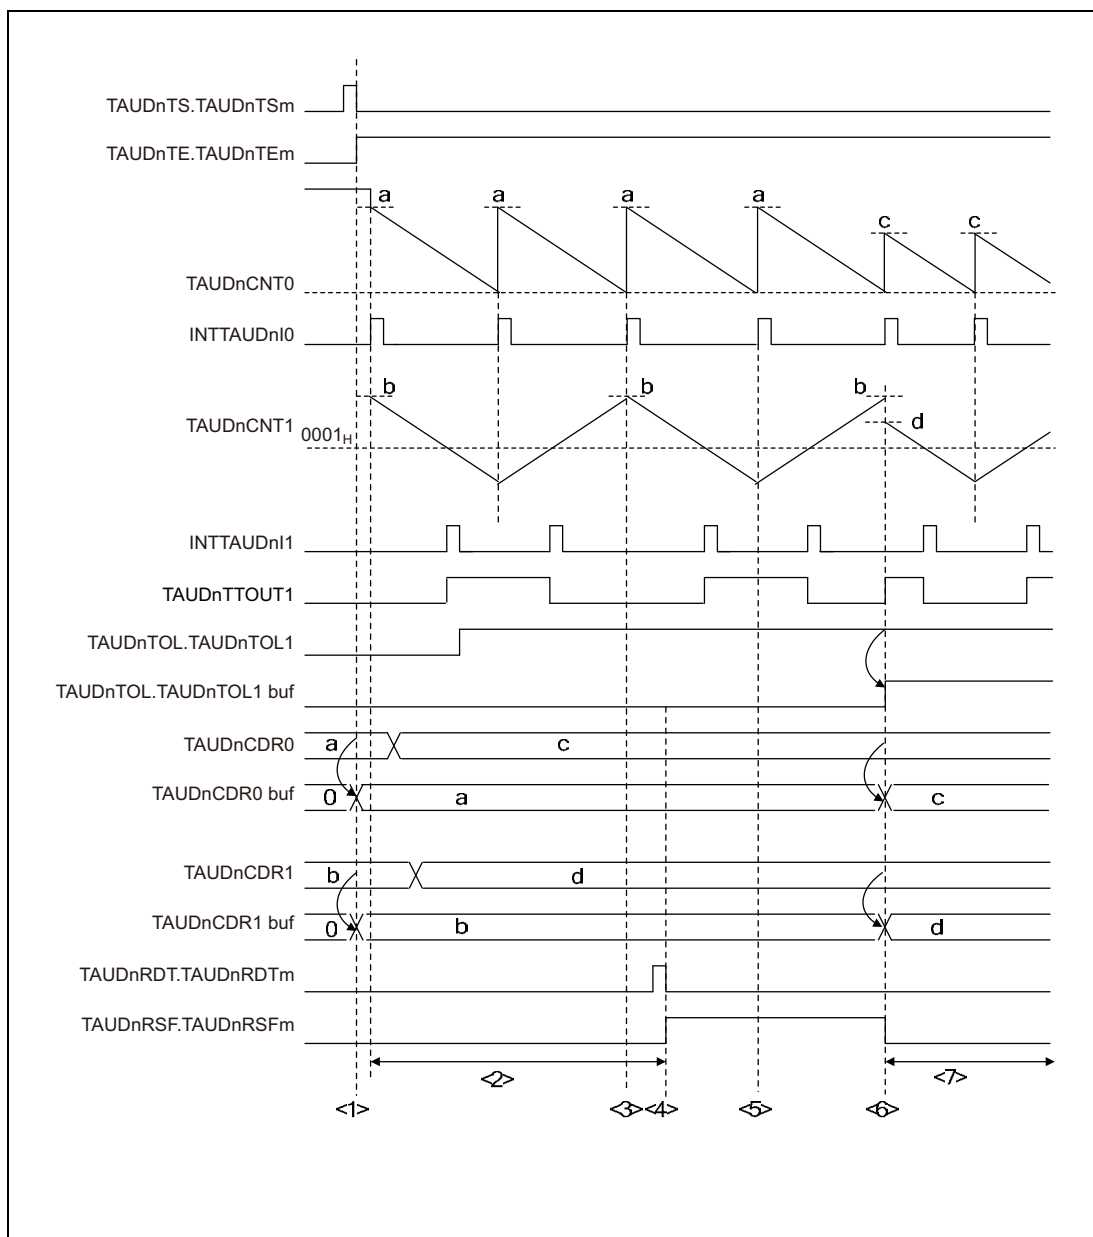 TAUDnTS.TAUDnTSm
TAUDnTE.TAUDnTEm
a a a a c c
TAUDnCNT0
INTTAUDnI0
b b b
TAUDnCNT1
d
0001H
INTTAUDnI1
TAUDnTTOUT1
TAUDnTOL.TAUDnTOL1
TAUDnTOL.TAUDnTOL1 buf
TAUDnCDR0 a c
TAUDnCDR0 buf 0 a c
TAUDnCDR1 b d
TAUDnCDR1 buf 0 b d
TAUDnRDT.TAUDnRDTm
TAUDnRSF.TAUDnRSFm
<2> <7>
<1> <3> <4> <5> <6>